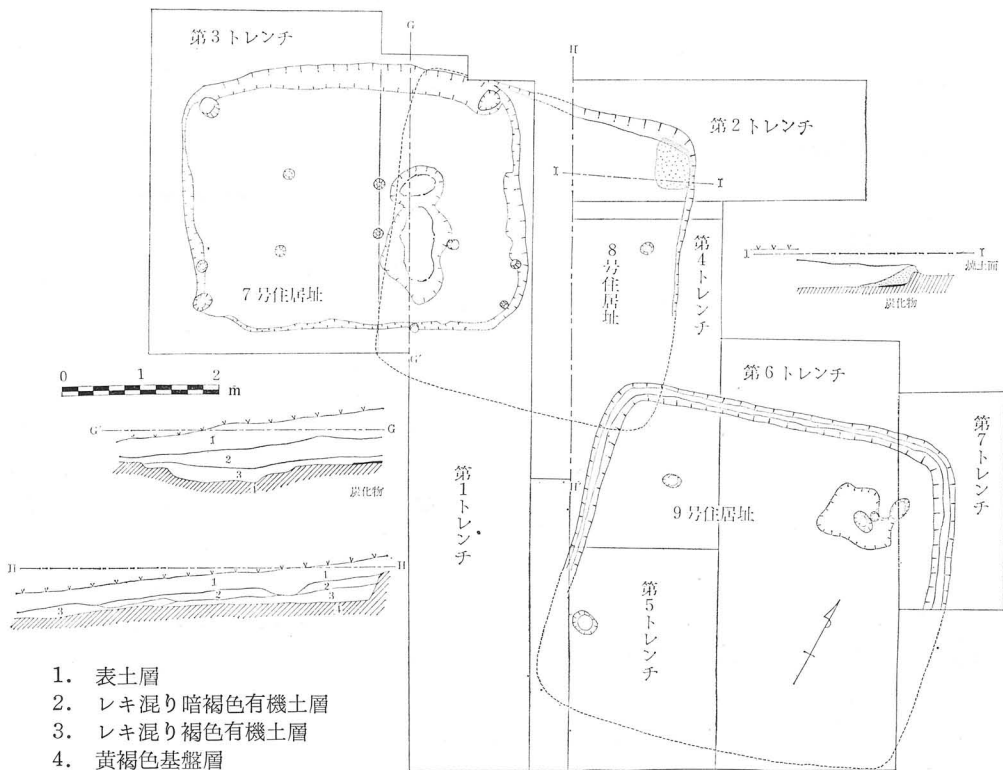 第3トレンチ
G
H
第2トレンチ
I
I
第4トレンチ
8号住居址
7号住居址
G'
I
I
焼土面
炭化物
第6トレンチ
第7トレンチ
0 1 2
m
G'
G
1
2
3
4
炭化物
第1トレンチ
H'
9号住居址
第5トレンチ
H
H
1
1
2
2
3
3
4
1. 表土層
2. レキ混り暗褐色有機土層
3. レキ混り褐色有機土層
4. 黄褐色基盤層